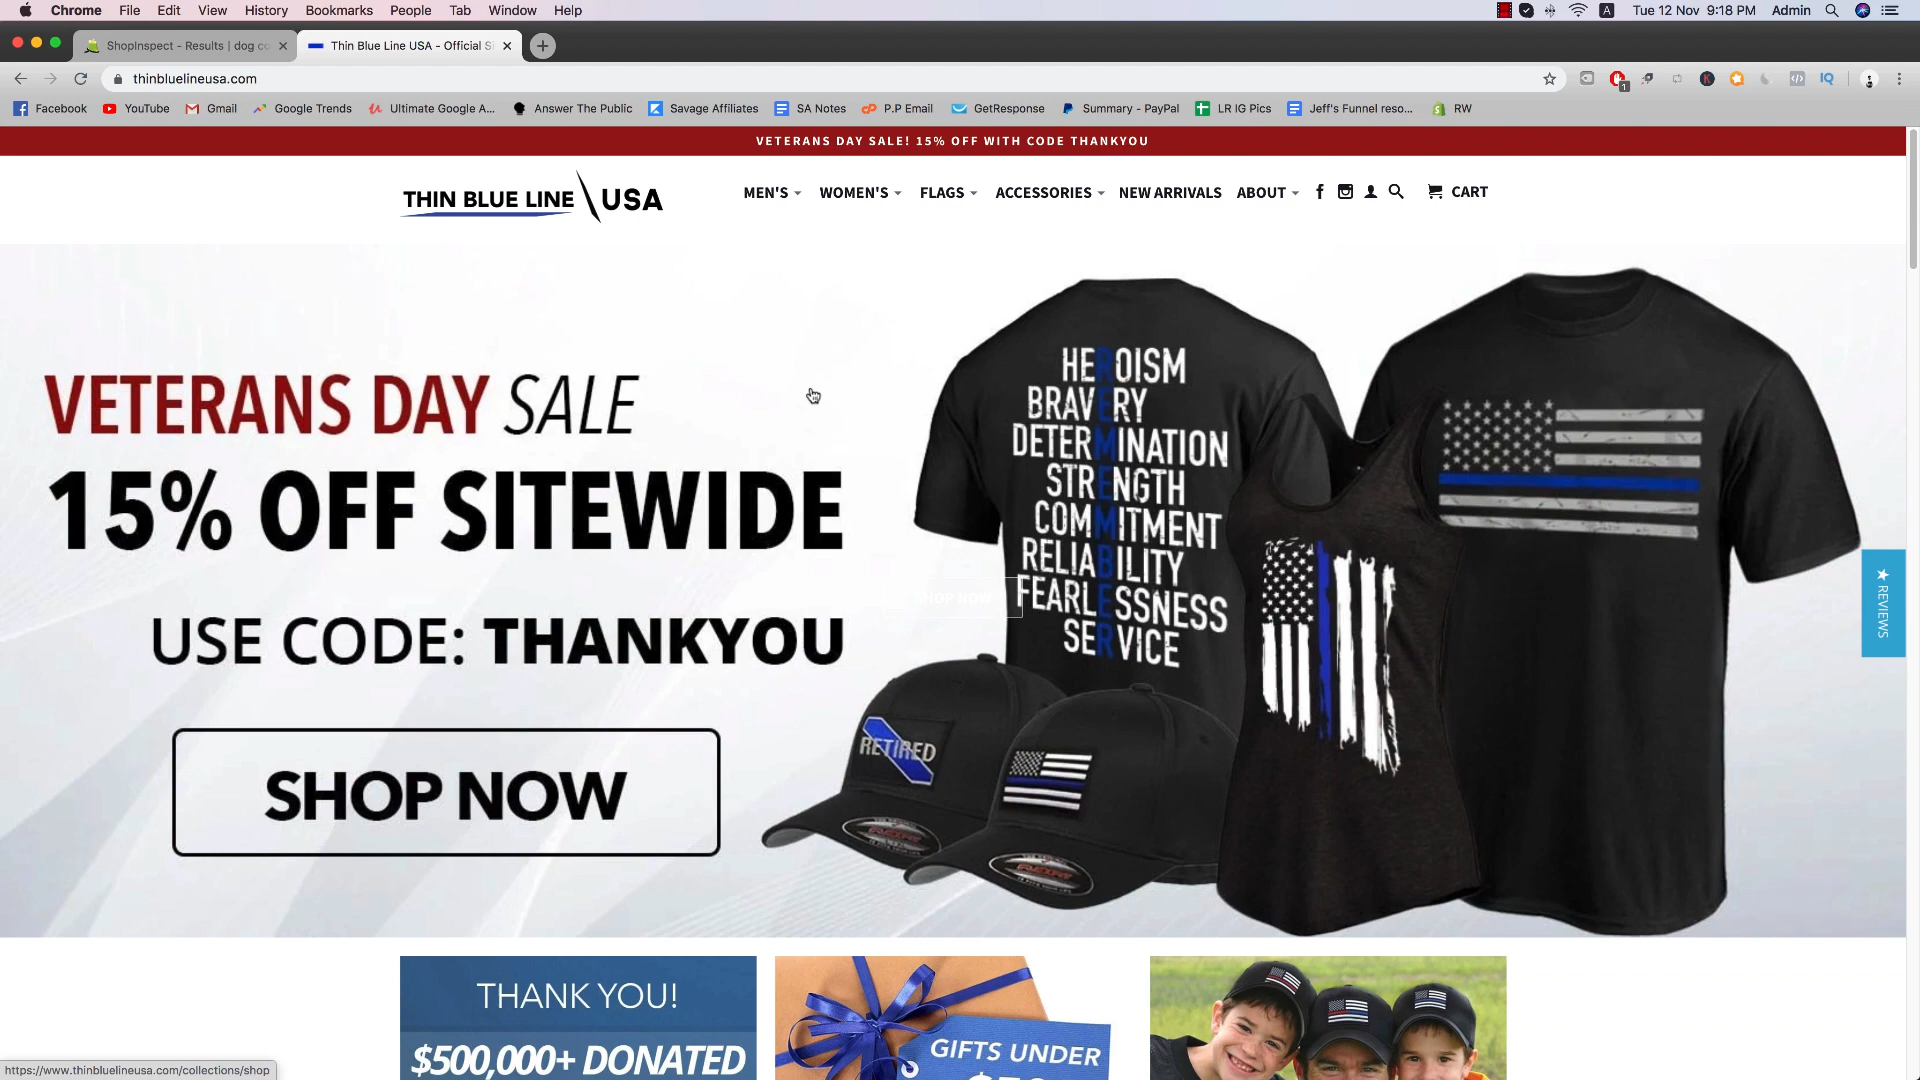 Chrome File Edit View History Bookmarks People Tab Window Help
A Tue 12 Nov 9:18 PM Admin
ShopInspect - Results | dog co
Thin Blue Line USA - Official S
thinbluelineusa.com
1
IQ
Facebook YouTube Gmail Google Trends Ultimate Google A... Answer The Public Savage Affiliates SA Notes P.P Email GetResponse Summary - PayPal LR IG Pics Jeff's Funnel reso... RW
VETERANS DAY SALE! 15% OFF WITH CODE THANKYOU
THIN BLUE LINE USA
MEN'S WOMEN'S FLAGS ACCESSORIES NEW ARRIVALS ABOUT CART
VETERANS DAY SALE
15% OFF SITEWIDE
USE CODE: THANKYOU
SHOP NOW
SHOP NOW
HEROISM
BRAVERY
DETERMINATION
STRENGTH
COMMITMENT
RELIABILITY
FEARLESSNESS
SERVICE
RETIRED
FLEXFIT
FLEXFIT
★ REVIEWS
THANK YOU!
$500,000+ DONATED
GIFTS UNDER
https://www.thinbluelineusa.com/collections/shop